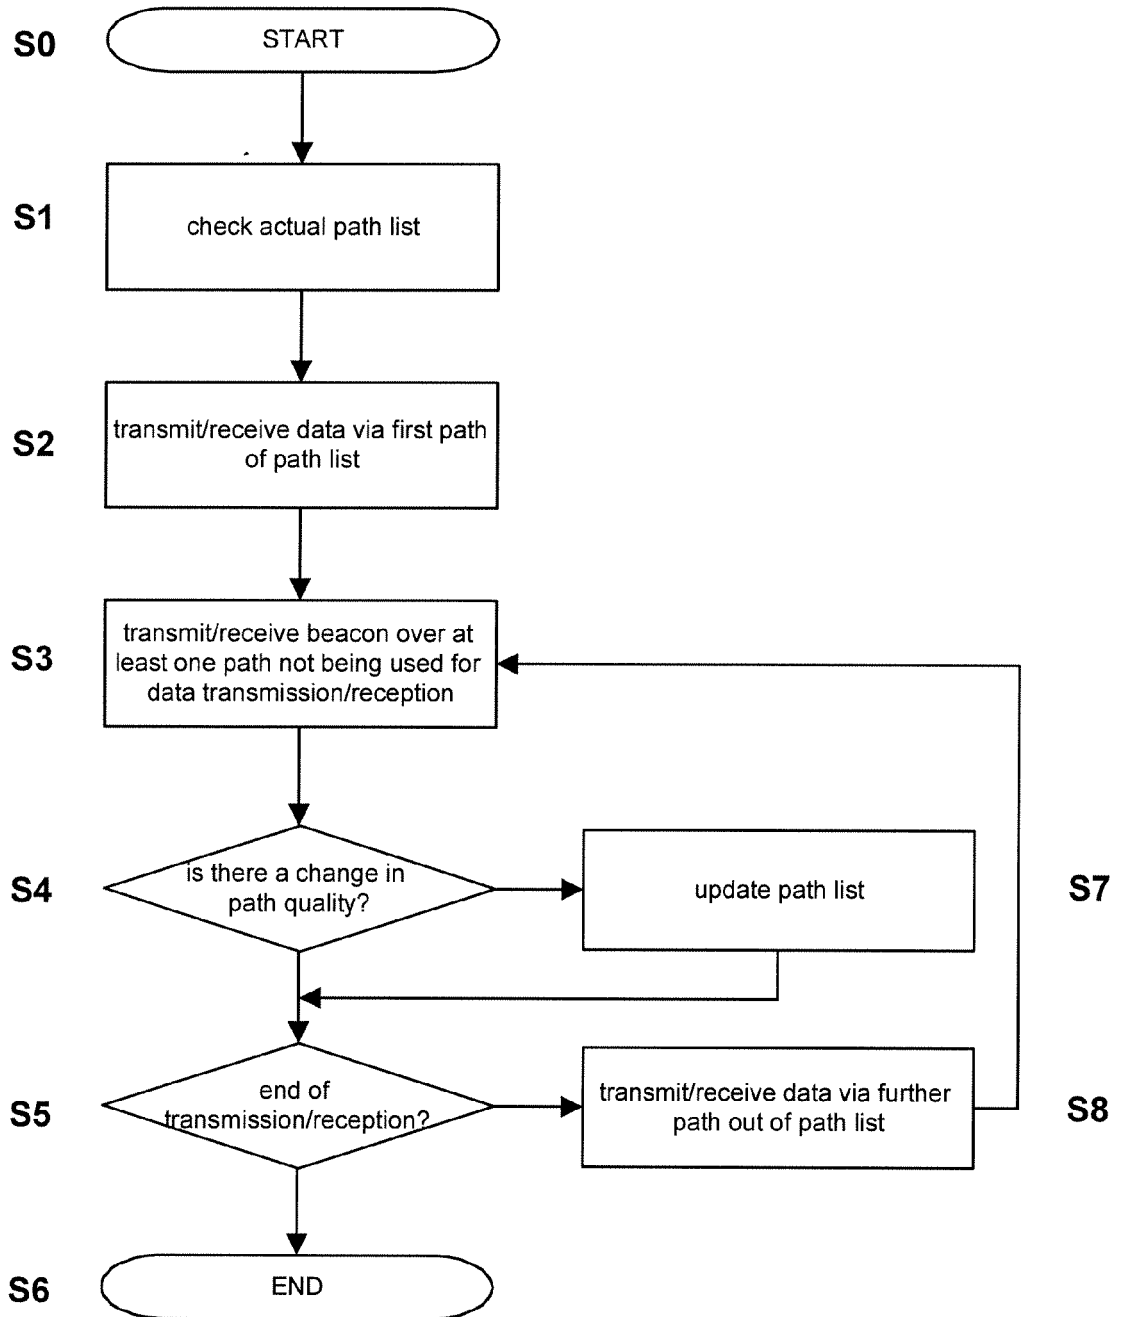 S0
START
S1
check actual path list
S2
transmit/receive data via first path
of path list
S3
transmit/receive beacon over at
least one path not being used for
data transmission/reception
S4
is there a change in
path quality?
update path list
S7
S5
end of
transmission/reception?
transmit/receive data via further
path out of path list
S8
S6
END